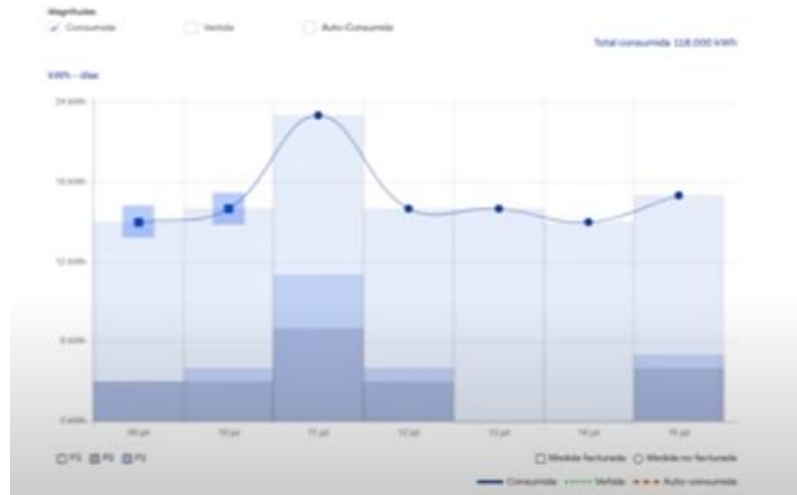 Magnitudes
Consumida Vertida Auto-Consumida
Total consumida 118,000 kWh
kWh - días
24 kWh
18 kWh
12 kWh
6 kWh
0 kWh
09 jul 10 jul 11 jul 12 jul 13 jul 14 jul 15 jul
P1 P2 P3
Medida facturada Medida no facturada
Consumida Vertida Auto-consumida